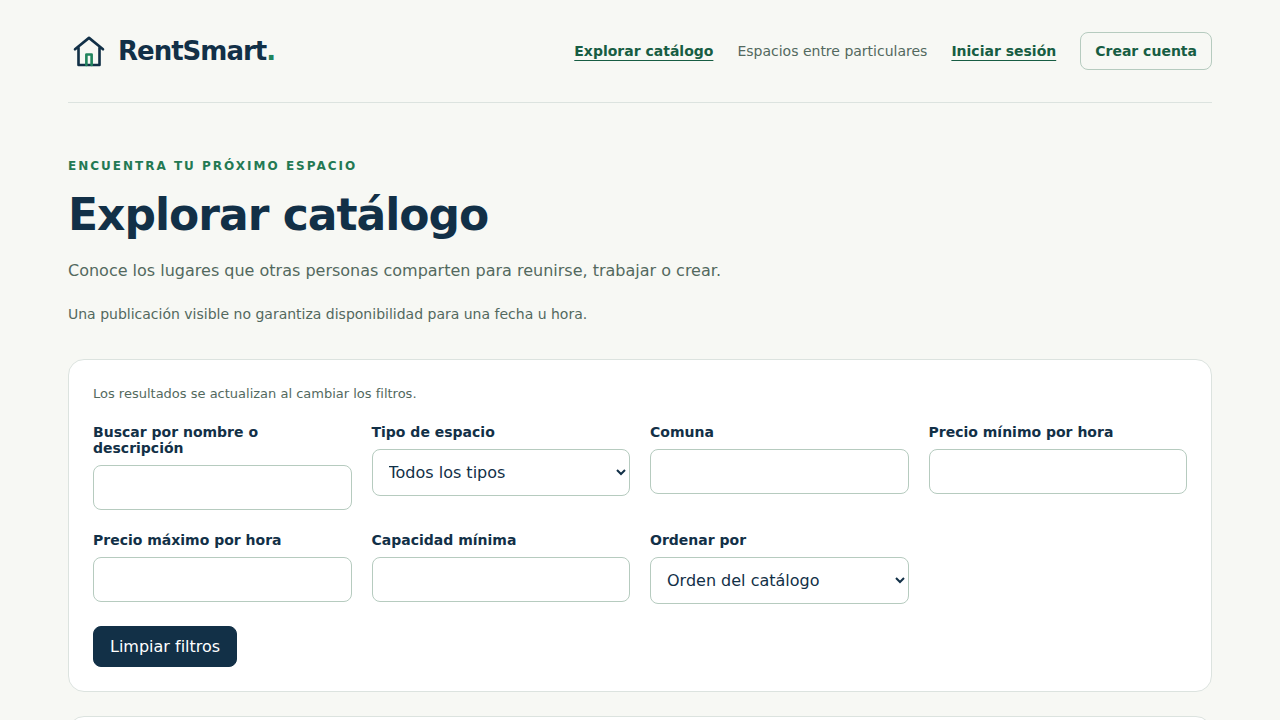 RentSmart.
Explorar catálogo
Espacios entre particulares
Iniciar sesión
Crear cuenta
ENCUENTRA TU PRÓXIMO ESPACIO
Explorar catálogo
Conoce los lugares que otras personas comparten para reunirse, trabajar o crear.
Una publicación visible no garantiza disponibilidad para una fecha u hora.
Los resultados se actualizan al cambiar los filtros.
Buscar por nombre o
descripción
Tipo de espacio
Todos los tipos
Comuna
Precio mínimo por hora
Precio máximo por hora
Capacidad mínima
Ordenar por
Orden del catálogo
Limpiar filtros